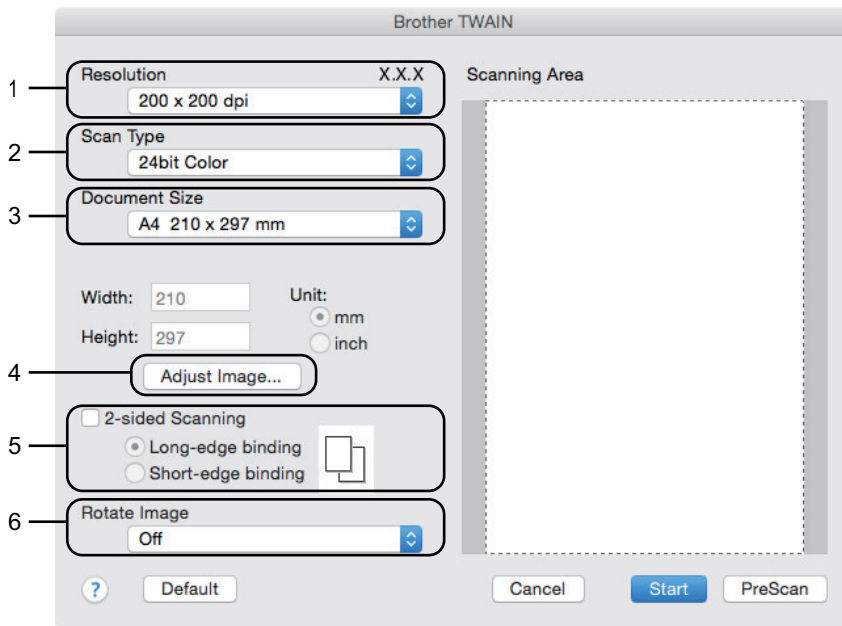 Brother TWAIN
1
Resolution X.X.X
200 x 200 dpi
2
Scan Type
24bit Color
3
Document Size
A4 210 x 297 mm
Width: 210
Unit:
mm
Height: 297
inch
4
Adjust Image...
5
2-sided Scanning
Long-edge binding
Short-edge binding
6
Rotate Image
Off
Scanning Area
?
Default
Cancel
Start
PreScan